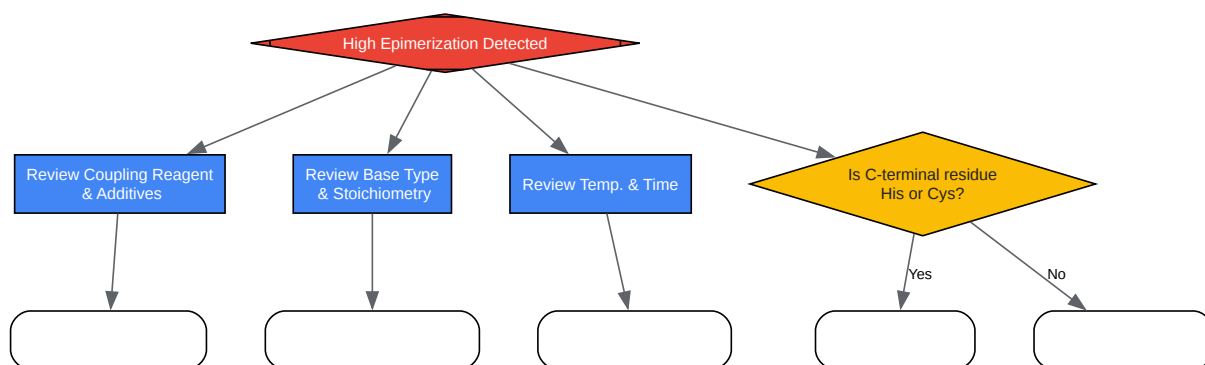 High Epimerization Detected
Review Coupling Reagent
& Additives
Review Base Type
& Stoichiometry
Review Temp. & Time
Is C-terminal residue
His or Cys?
Yes
No